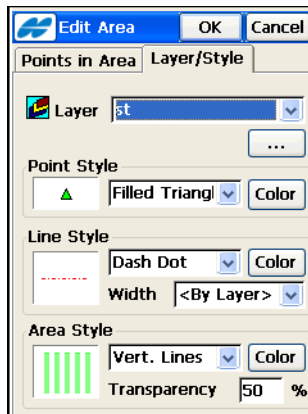 Edit Area OK Cancel
Points in Area Layer/Style
Layer st
...
Point Style
Filled Triangl Color
Line Style
Dash Dot Color
Width <By Layer>
Area Style
Vert. Lines Color
Transparency 50 %